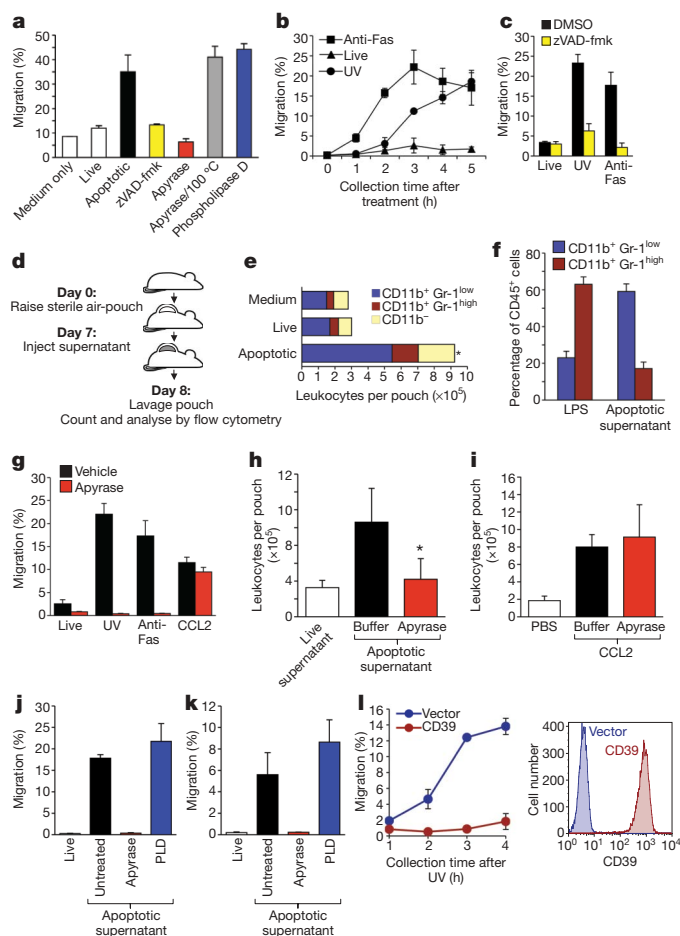 a
Migration (%)
50
45
40
35
30
25
20
15
10
5
0
Medium only
Live
Apoptotic
zVAD-fmk
Apyrase
Apyrase/100 °C
Phospholipase D
b
Migration (%)
30
25
20
15
10
5
0
Anti-Fas
Live
UV
0 1 2 3 4 5
Collection time after
treatment (h)
c
DMSO
zVAD-fmk
Migration (%)
30
25
20
15
10
5
0
Live
UV
Anti-
Fas
d
Day 0:
Raise sterile air-pouch
Day 7:
Inject supernatant
Day 8:
Lavage pouch
Count and analyse by flow cytometry
e
Medium
Live
Apoptotic
CD11b+ Gr-1low
CD11b+ Gr-1high
CD11b−
*
0 1 2 3 4 5 6 7 8 9 10
Leukocytes per pouch (×10⁵)
f
CD11b+ Gr-1low
CD11b+ Gr-1high
Percentage of CD45+ cells
80
60
40
20
0
LPS
Apoptotic
supernatant
g
Vehicle
Apyrase
Migration (%)
30
25
20
15
10
5
0
Live
UV
Anti-
Fas
CCL2
h
Leukocytes per pouch
(×10⁵)
12
8
4
0
*
Live
supernatant
Buffer
Apyrase
Apoptotic
supernatant
i
Leukocytes per pouch
(×10⁵)
12
8
4
0
PBS
Buffer
Apyrase
CCL2
j
Migration (%)
30
25
20
15
10
5
0
Live
Untreated
Apyrase
PLD
Apoptotic
supernatant
k
Migration (%)
12
10
8
6
4
2
0
Live
Untreated
Apyrase
PLD
Apoptotic
supernatant
l
Vector
CD39
Migration (%)
16
14
12
10
8
6
4
2
0
1 2 3 4
Collection time after
UV (h)
Vector
CD39
Cell number
400
300
200
100
0
10⁰ 10¹ 10² 10³ 10⁴
CD39